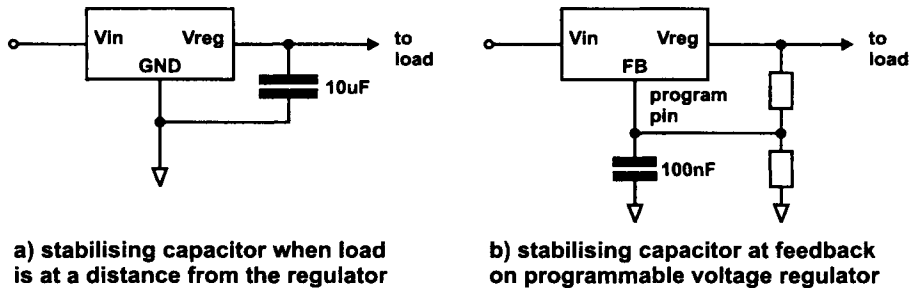 Vin Vreg
GND
to
load
10uF
a) stabilising capacitor when load
is at a distance from the regulator
Vin Vreg
FB
to
load
program
pin
100nF
b) stabilising capacitor at feedback
on programmable voltage regulator